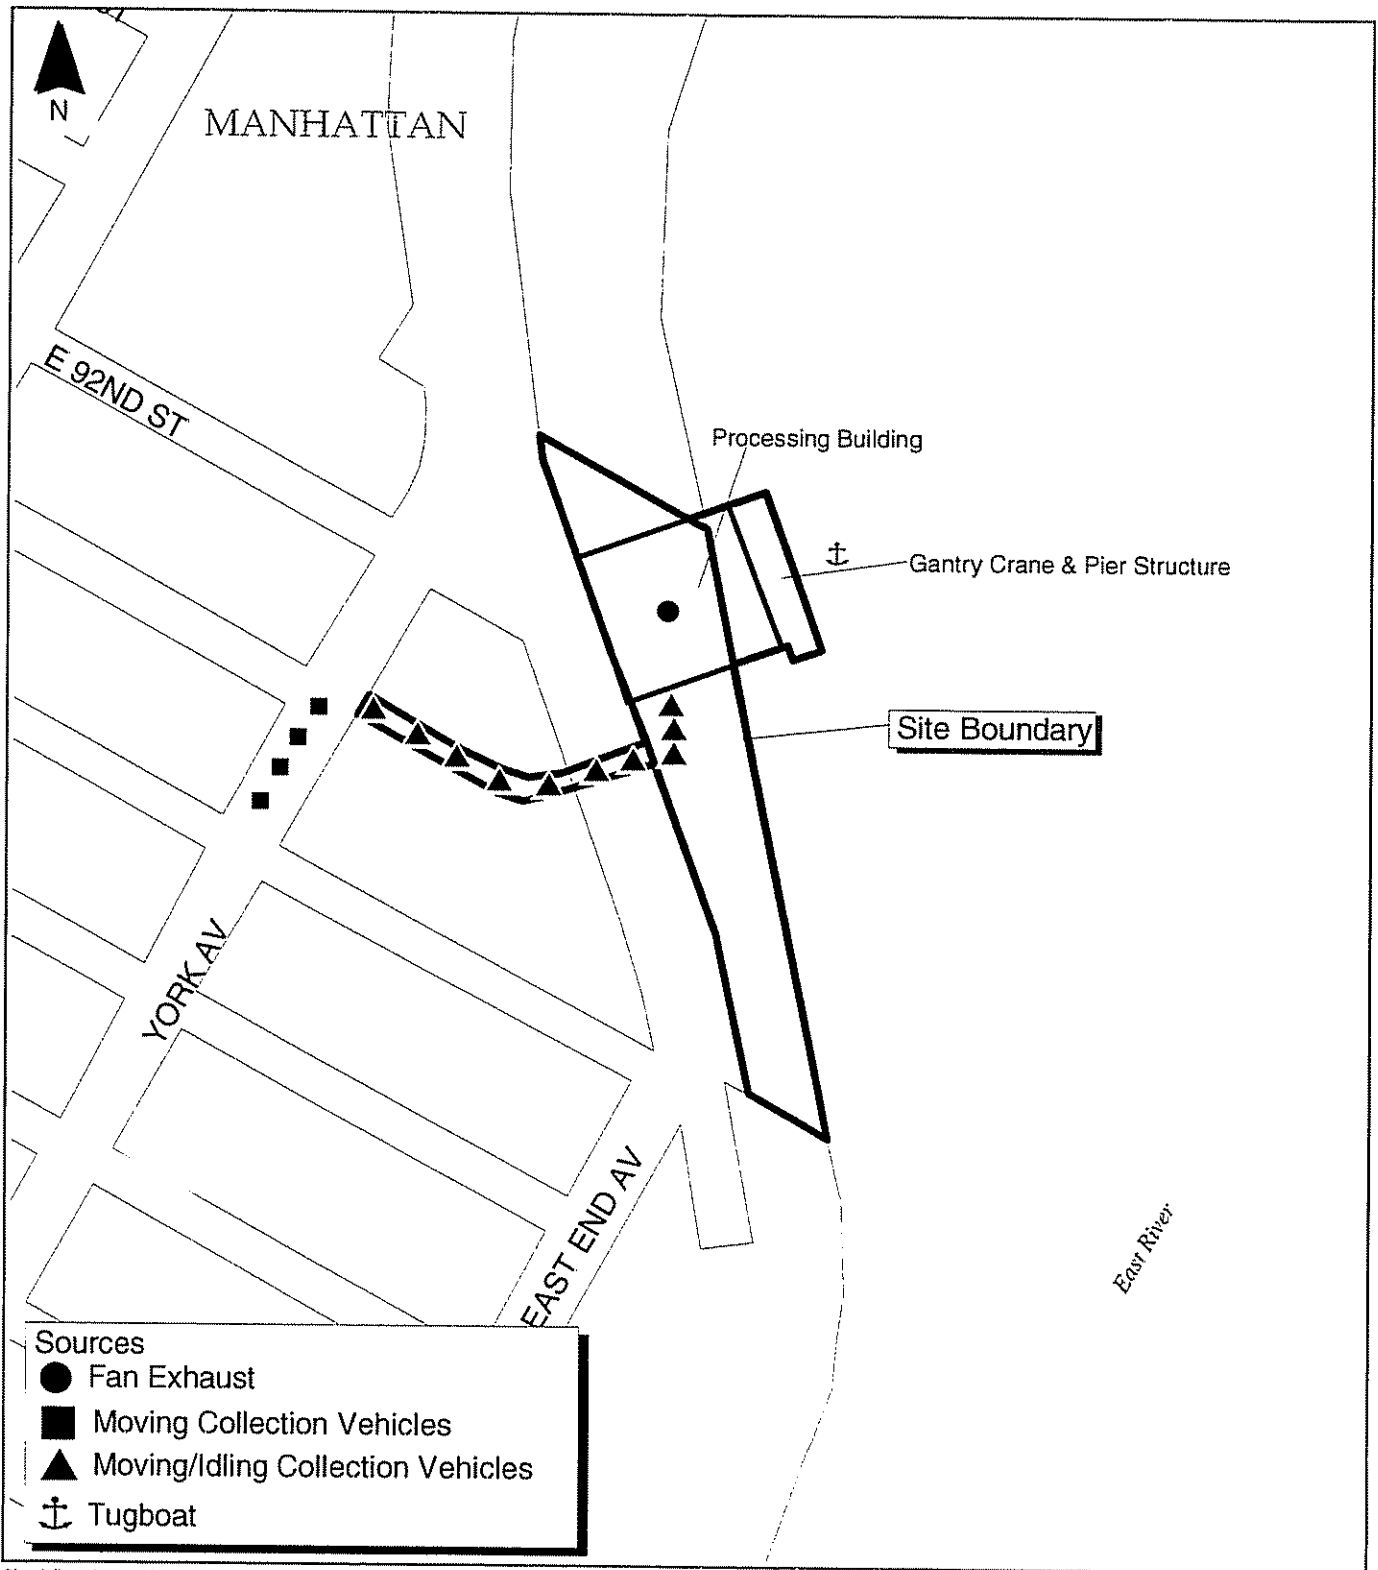 N
MANHATTAN
E 92ND ST
Processing Building
Gantry Crane & Pier Structure
Site Boundary
YORK AV
EAST END AV
East River
Sources
Fan Exhaust
Moving Collection Vehicles
Moving/Idling Collection Vehicles
Tugboat